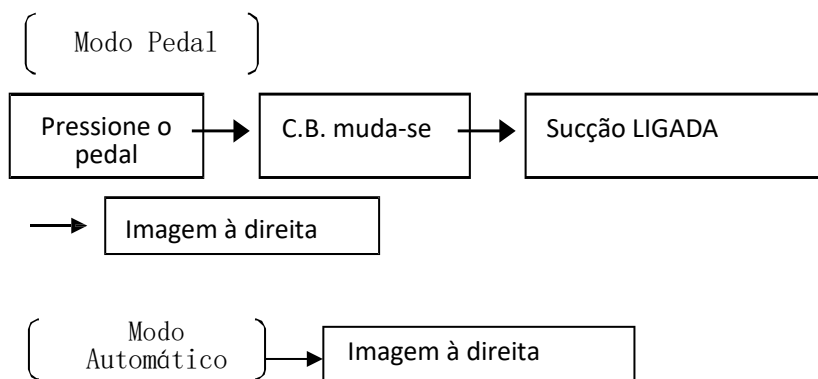 Modo Pedal
Pressione o
pedal
C.B. muda-se
Sucção LIGADA
Imagem à direita
Modo
Automático
Imagem à direita